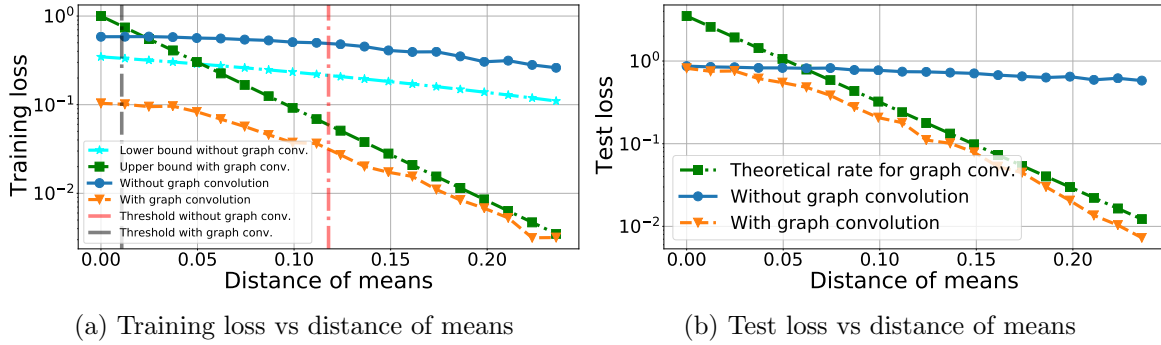 Training loss
10^0
10^-1
10^-2
Lower bound without graph conv.
Upper bound with graph conv.
Without graph convolution
With graph convolution
Threshold without graph conv.
Threshold with graph conv.
0.00 0.05 0.10 0.15 0.20
Distance of means
(a) Training loss vs distance of means
Test loss
10^0
10^-1
10^-2
Theoretical rate for graph conv.
Without graph convolution
With graph convolution
0.00 0.05 0.10 0.15 0.20
Distance of means
(b) Test loss vs distance of means